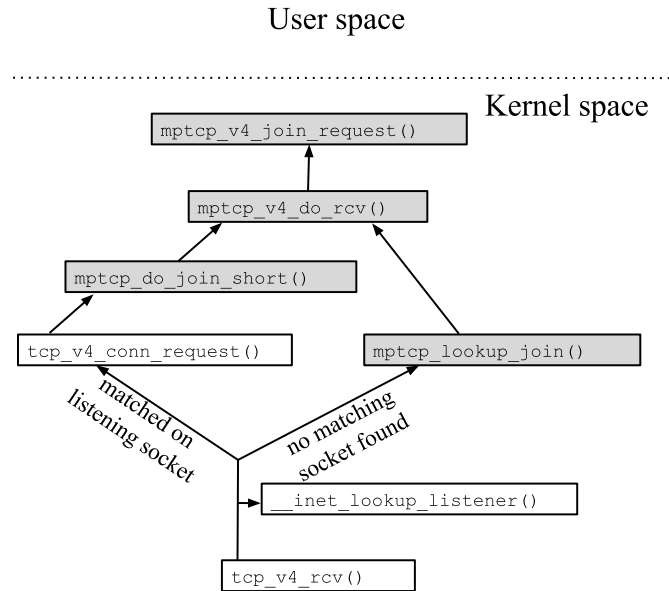 User space
Kernel space
mptcp_v4_join_request()
mptcp_v4_do_rcv()
mptcp_do_join_short()
tcp_v4_conn_request()
mptcp_lookup_join()
matched on
listening socket
no matching
socket found
__inet_lookup_listener()
tcp_v4_rcv()